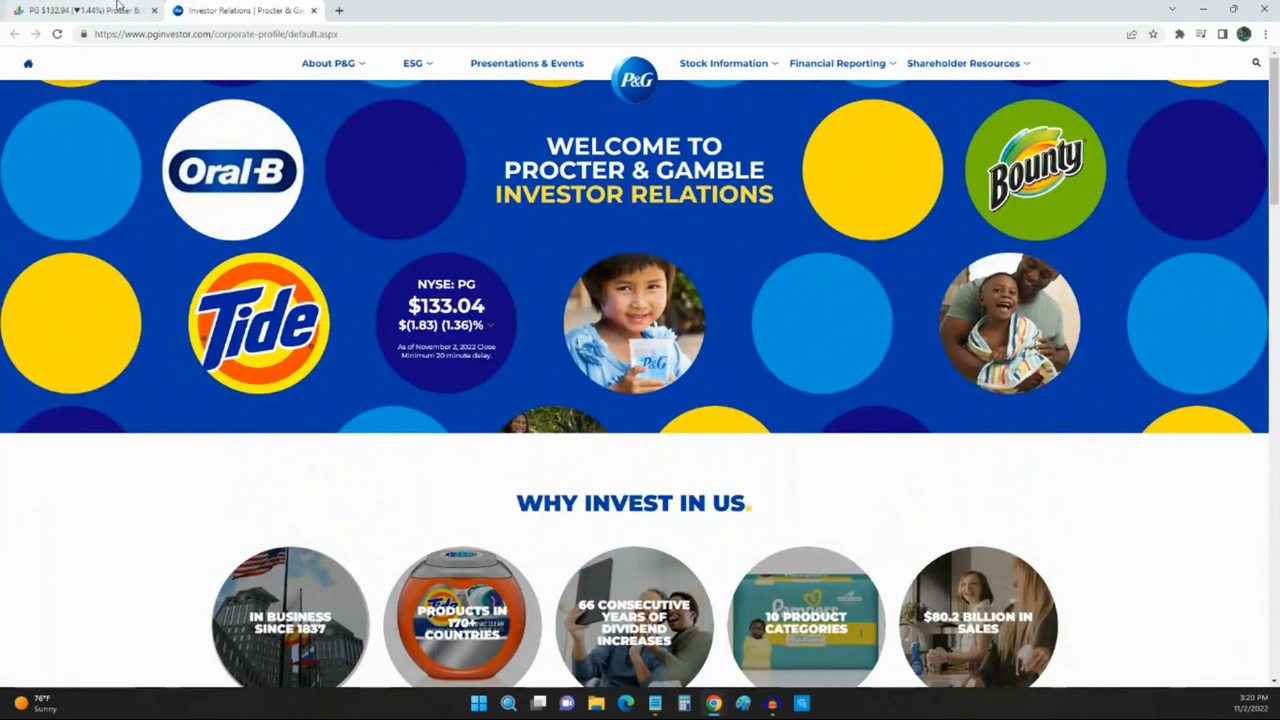 PG $132.94 (▼1.44%) Procter & G
Investor Relations | Procter & Ga
https://www.pginvestor.com/corporate-profile/default.aspx
About P&G
ESG
Presentations & Events
P&G
Stock Information
Financial Reporting
Shareholder Resources
Oral-B
WELCOME TO
PROCTER & GAMBLE
INVESTOR RELATIONS
Bounty
Tide
NYSE: PG
$133.04
$(1.83) (1.36)%
As of November 2, 2022 Close
Minimum 20 minute delay.
P&G
WHY INVEST IN US.
IN BUSINESS
SINCE 1837
Tide
PRODUCTS IN
170+
COUNTRIES
66 CONSECUTIVE
YEARS OF
DIVIDEND
INCREASES
Pampers
10 PRODUCT
CATEGORIES
$80.2 BILLION IN
SALES
76°F
Sunny
3:20 PM
11/2/2022